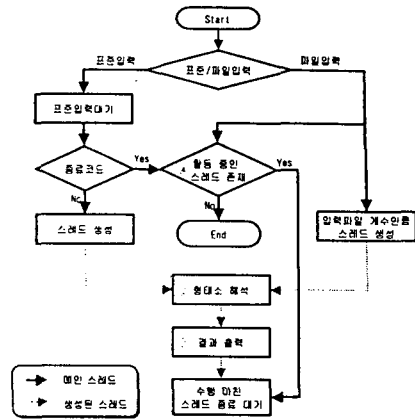 Start
표준입력
파일입력
표준/파일입력
표준입력대기
종료코드
Yes
활동 중인
스레드 존재
Yes
No
No
스레드 생성
End
입력파일 개수만큼
스레드 생성
형태소 해석
결과 출력
수행 마친
스레드 종료 대기
메인 스레드
생성된 스레드